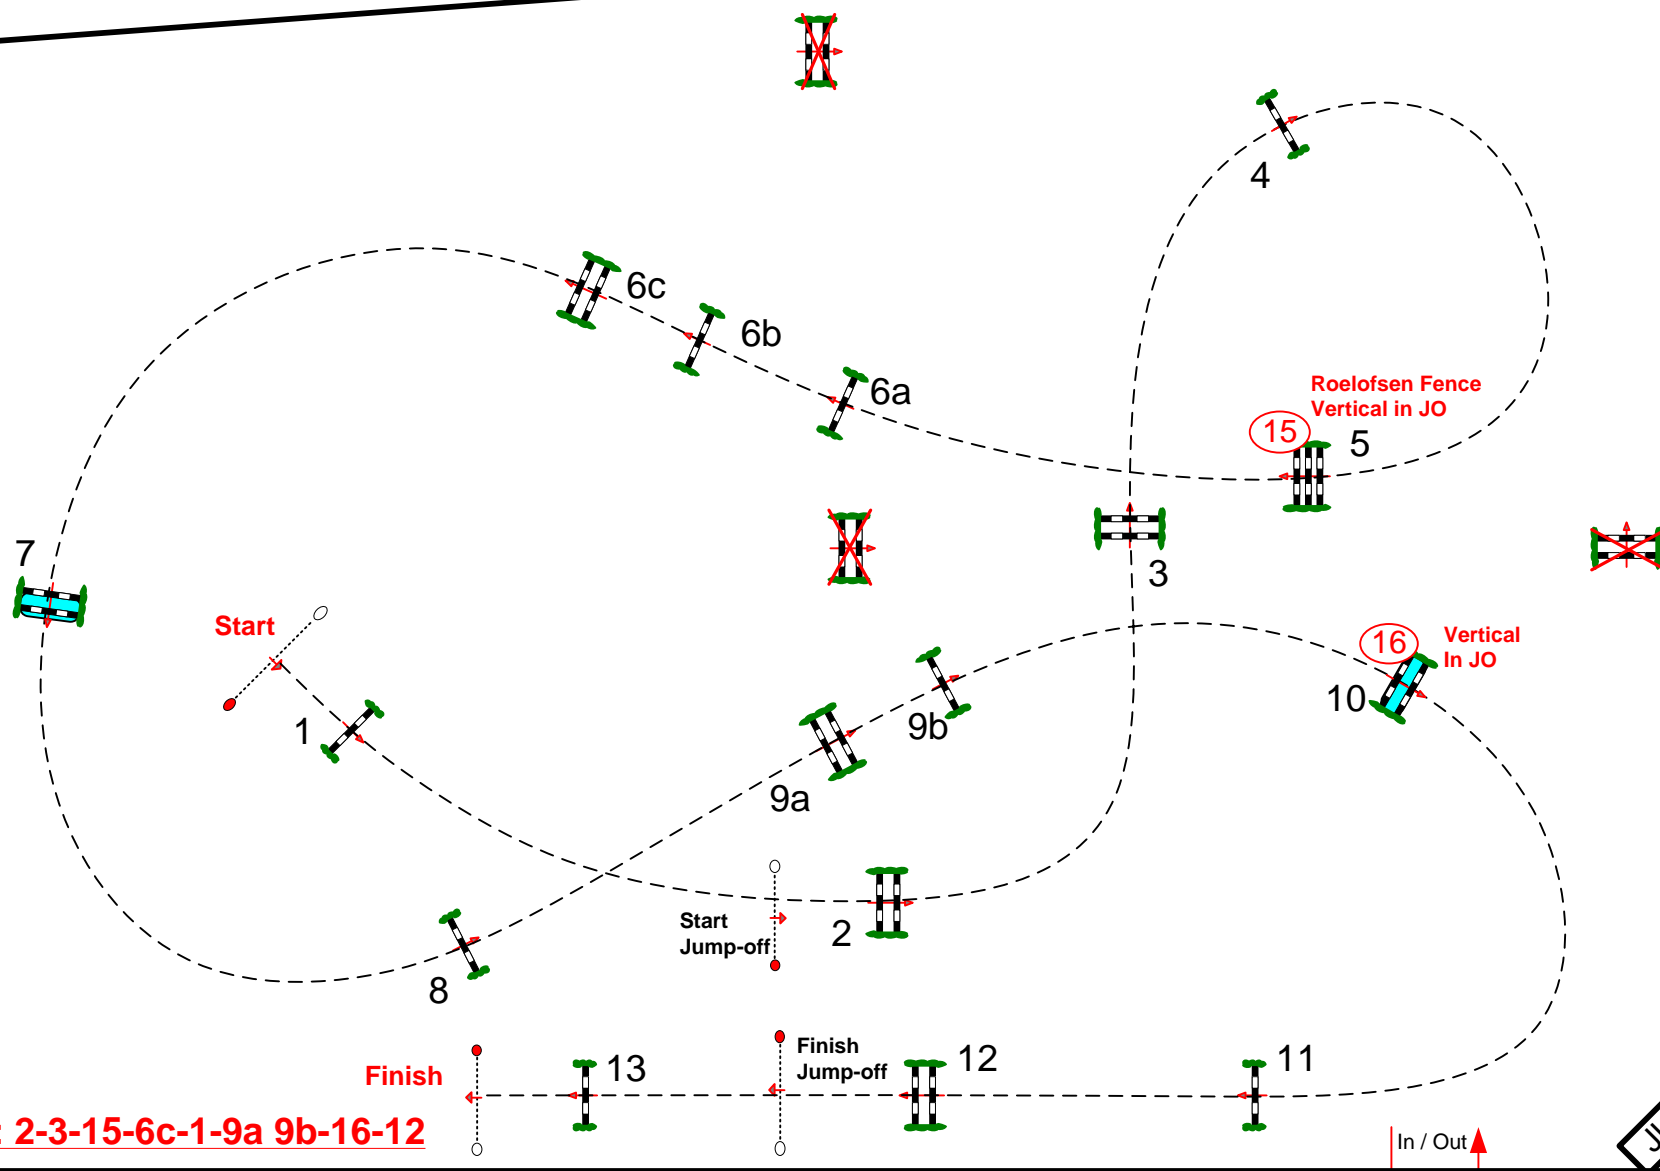 4
6c
6b
6a
Roelofsen Fence
Vertical in JO
15
5
7
3
Start
16
Vertical
In JO
10
1
9b
9a
Start
Jump-off
2
8
Finish
Jump-off
12
11
13
Finish
: 2-3-15-6c-1-9a 9b-16-12
In / Out